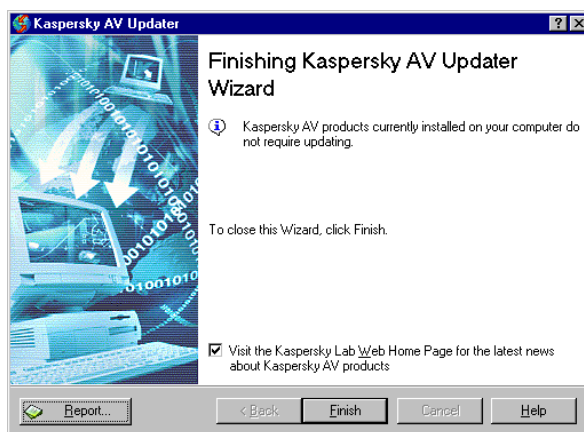 Kaspersky AV Updater
Finishing Kaspersky AV Updater
Wizard
Kaspersky AV products currently installed on your computer do
not require updating.
To close this Wizard, click Finish.
Visit the Kaspersky Lab Web Home Page for the latest news
about Kaspersky AV products
Report...
< Back
Finish
Cancel
Help